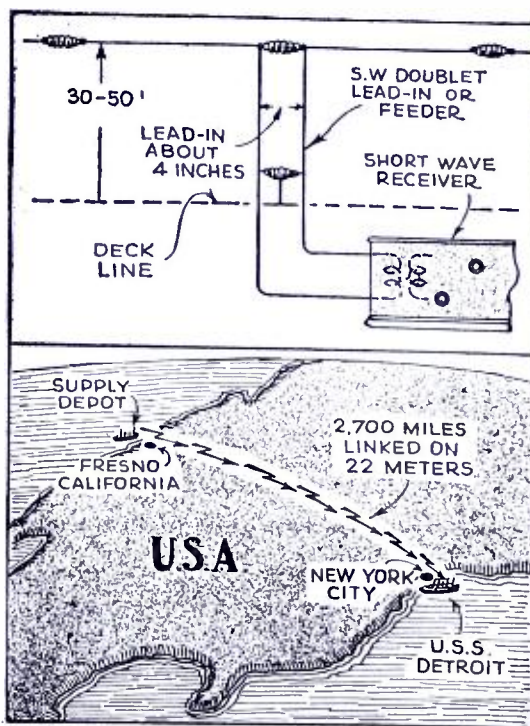 30-50'
S.W DOUBLET
LEAD-IN OR
FEEDER
LEAD-IN
ABOUT
4 INCHES
SHORT WAVE
RECEIVER
DECK
LINE
SUPPLY
DEPOT
2,700 MILES
LINKED ON
22 METERS
FRESNO
CALIFORNIA
U.S.A
NEW YORK
CITY
U.S.S.
DETROIT